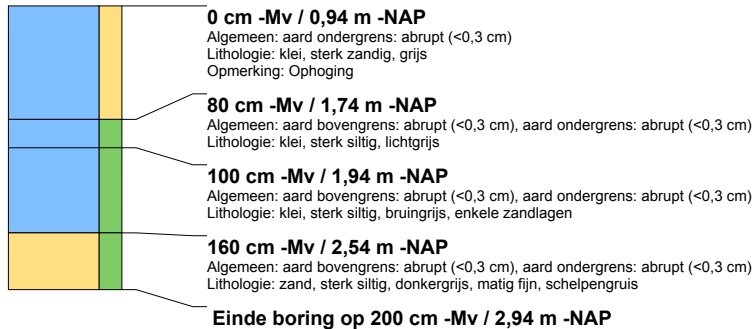 0 cm -Mv / 0,94 m -NAP
Algemeen: aard ondergrens: abrupt (<0,3 cm)
Lithologie: klei, sterk zandig, grijs
Opmerking: Ophoging
80 cm -Mv / 1,74 m -NAP
Algemeen: aard bovengrens: abrupt (<0,3 cm), aard ondergrens: abrupt (<0,3 cm)
Lithologie: klei, sterk siltig, lichtgrijs
100 cm -Mv / 1,94 m -NAP
Algemeen: aard bovengrens: abrupt (<0,3 cm), aard ondergrens: abrupt (<0,3 cm)
Lithologie: klei, sterk siltig, bruingrijs, enkele zandlagen
160 cm -Mv / 2,54 m -NAP
Algemeen: aard bovengrens: abrupt (<0,3 cm), aard ondergrens: abrupt (<0,3 cm)
Lithologie: zand, sterk siltig, donkergrijs, matig fijn, schelpengruis
Einde boring op 200 cm -Mv / 2,94 m -NAP